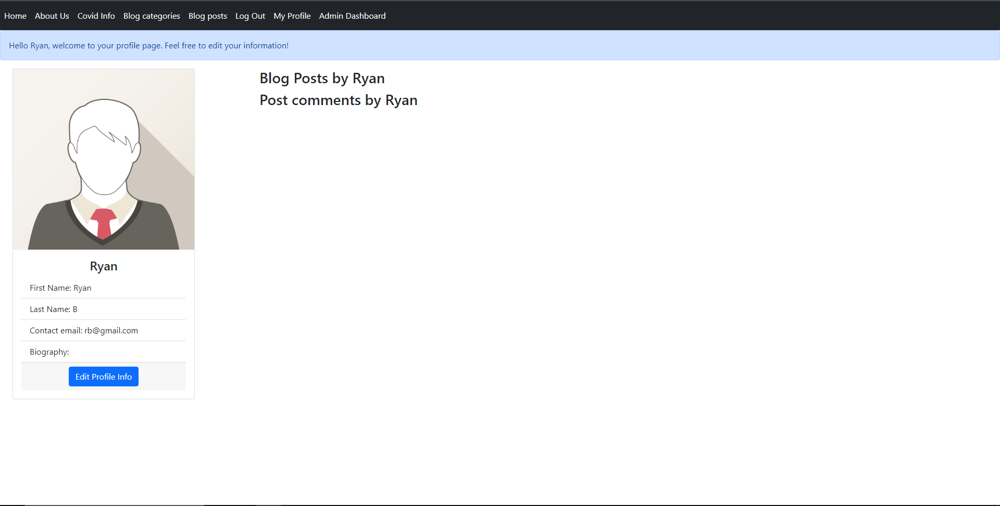 Home About Us Covid Info Blog categories Blog posts Log Out My Profile Admin Dashboard
Hello Ryan, welcome to your profile page. Feel free to edit your information!
Ryan
First Name: Ryan
Last Name: B
Contact email: rb@gmail.com
Biography:
Edit Profile Info
Blog Posts by Ryan
Post comments by Ryan